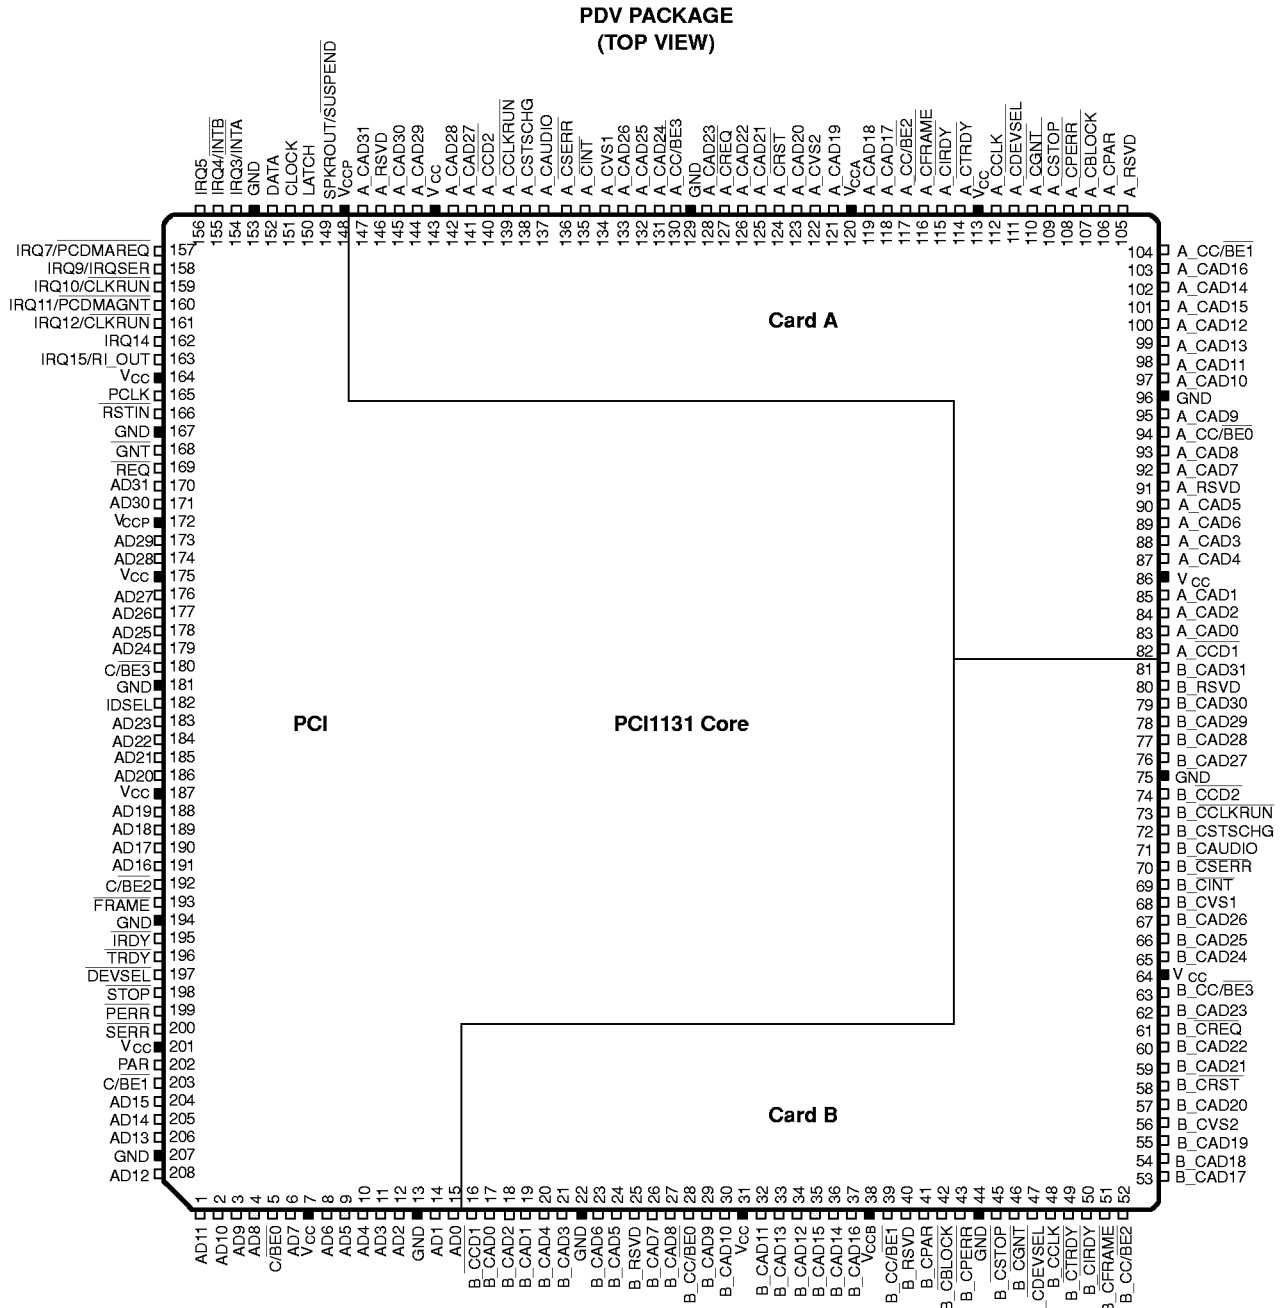 PDV PACKAGE
(TOP VIEW)
IRQ5
IRQ4/INTB
IRQ3/INTA
GND
DATA
CLOCK
LATCH
SPKROUT/SUSPEND
VCCP
A_CAD31
A_RSVD
A_CAD30
A_CAD29
VCC
A_CAD28
A_CAD27
A_CCD2
A_CCLKRUN
A_CSTSCHG
A_CAUDIO
A_CSERR
A_CINT
A_CVS1
A_CAD26
A_CAD25
A_CAD24
A_CC/BE3
GND
A_CAD23
A_CREQ
A_CAD22
A_CAD21
A_CRST
A_CAD20
A_CVS2
A_CAD19
VCCA
A_CAD18
A_CAD17
A_CC/BE2
A_CFRAME
A_CIRDY
A_CTRDY
VCC
A_CCLK
A_CDEVSEL
A_CGNT
A_CSTOP
A_CPERR
A_CBLOCK
A_CPAR
A_RSVD
156
155
154
153
152
151
150
149
148
147
146
145
144
143
142
141
140
139
138
137
136
135
134
133
132
131
130
129
128
127
126
125
124
123
122
121
120
119
118
117
116
115
114
113
112
111
110
109
108
107
106
105
IRQ7/PCDMAREQ 157
IRQ9/IRQSER 158
IRQ10/CLKRUN 159
IRQ11/PCDMAGNT 160
IRQ12/CLKRUN 161
IRQ14 162
IRQ15/RI_OUT 163
VCC 164
PCLK 165
RSTIN 166
GND 167
GNT 168
REQ 169
AD31 170
AD30 171
VCCP 172
AD29 173
AD28 174
VCC 175
AD27 176
AD26 177
AD25 178
AD24 179
C/BE3 180
GND 181
IDSEL 182
AD23 183
AD22 184
AD21 185
AD20 186
VCC 187
AD19 188
AD18 189
AD17 190
AD16 191
C/BE2 192
FRAME 193
GND 194
IRDY 195
TRDY 196
DEVSEL 197
STOP 198
PERR 199
SERR 200
VCC 201
PAR 202
C/BE1 203
AD15 204
AD14 205
AD13 206
GND 207
AD12 208
Card A
PCI
PCI1131 Core
Card B
104 A_CC/BE1
103 A_CAD16
102 A_CAD14
101 A_CAD15
100 A_CAD12
99 A_CAD13
98 A_CAD11
97 A_CAD10
96 GND
95 A_CAD9
94 A_CC/BE0
93 A_CAD8
92 A_CAD7
91 A_RSVD
90 A_CAD5
89 A_CAD6
88 A_CAD3
87 A_CAD4
86 VCC
85 A_CAD1
84 A_CAD2
83 A_CAD0
82 A_CCD1
81 B_CAD31
80 B_RSVD
79 B_CAD30
78 B_CAD29
77 B_CAD28
76 B_CAD27
75 GND
74 B_CCD2
73 B_CCLKRUN
72 B_CSTSCHG
71 B_CAUDIO
70 B_CSERR
69 B_CINT
68 B_CVS1
67 B_CAD26
66 B_CAD25
65 B_CAD24
64 VCC
63 B_CC/BE3
62 B_CAD23
61 B_CREQ
60 B_CAD22
59 B_CAD21
58 B_CRST
57 B_CAD20
56 B_CVS2
55 B_CAD19
54 B_CAD18
53 B_CAD17
1
2
3
4
5
6
7
8
9
10
11
12
13
14
15
16
17
18
19
20
21
22
23
24
25
26
27
28
29
30
31
32
33
34
35
36
37
38
39
40
41
42
43
44
45
46
47
48
49
50
51
52
AD11
AD10
AD9
AD8
C/BE0
AD7
VCC
AD6
AD5
AD4
AD3
AD2
GND
AD1
AD0
B_CCD1
B_CAD0
B_CAD2
B_CAD1
B_CAD4
B_CAD3
GND
B_CAD6
B_CAD5
B_RSVD
B_CAD7
B_CAD8
B_CC/BE0
B_CAD9
B_CAD10
VCC
B_CAD11
B_CAD13
B_CAD12
B_CAD15
B_CAD14
B_CAD16
VCCB
B_CC/BE1
B_RSVD
B_CPAR
B_CBLOCK
B_CPERR
GND
B_CSTOP
B_CGNT
_CDEVSEL
B_CCLK
B_CTRDY
B_CIRDY
B_CFRAME
B_CC/BE2